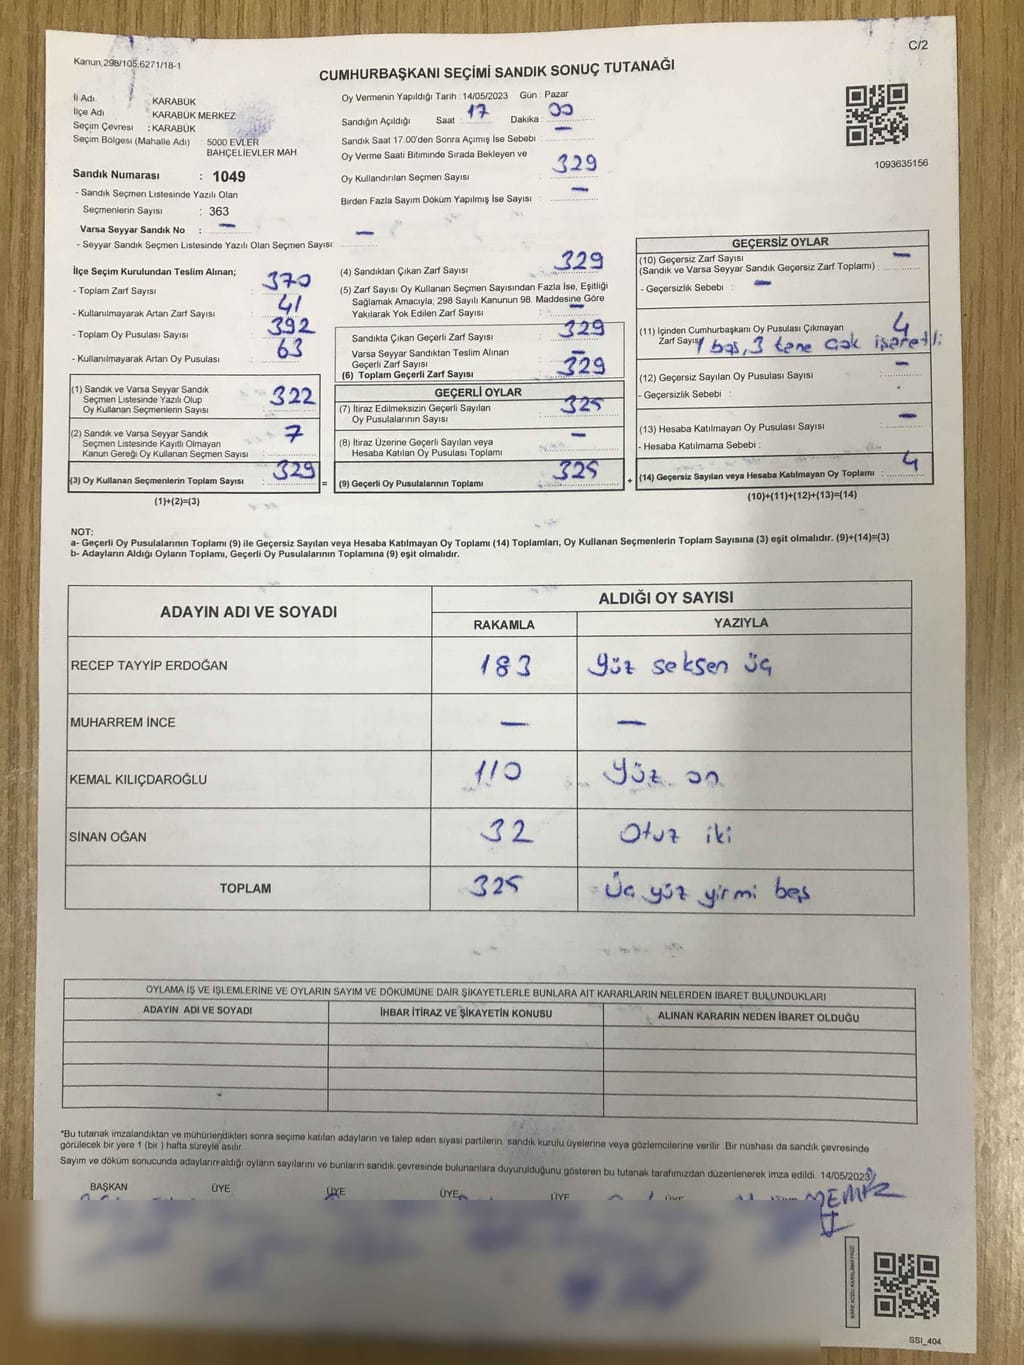 C/2
Kanun,298/105,6271/18-1
CUMHURBAŞKANI SEÇİMİ SANDIK SONUÇ TUTANAĞI
İl Adı : KARABÜK
İlçe Adı : KARABÜK MERKEZ
Seçim Çevresi : KARABÜK
Seçim Bölgesi (Mahalle Adı) : 5000 EVLER
BAHÇELİEVLER MAH
Sandık Numarası : 1049
- Sandık Seçmen Listesinde Yazılı Olan
Seçmenlerin Sayısı : 363
Varsa Seyyar Sandık No : —
- Seyyar Sandık Seçmen Listesinde Yazılı Olan Seçmen Sayısı: —
Oy Vermenin Yapıldığı Tarih : 14/05/2023 Gün : Pazar
Sandığın Açıldığı Saat : 17 Dakika : 00
Sandık Saat 17.00'den Sonra Açımış İse Sebebi : —
Oy Verme Saati Bitiminde Sırada Bekleyen ve
Oy Kullandırılan Seçmen Sayısı : 329
Birden Fazla Sayım Döküm Yapılmış İse Sayısı : —
1093635156
İlçe Seçim Kurulundan Teslim Alınan;
- Toplam Zarf Sayısı : 370
- Kullanılmayarak Artan Zarf Sayısı : 41
- Toplam Oy Pusulası Sayısı : 392
- Kullanılmayarak Artan Oy Pusulası : 63
(1) Sandık ve Varsa Seyyar Sandık
Seçmen Listesinde Yazılı Olup
Oy Kullanan Seçmenlerin Sayısı : 322
(2) Sandık ve Varsa Seyyar Sandık
Seçmen Listesinde Kayıtlı Olmayan
Kanun Gereği Oy Kullanan Seçmen Sayısı : 7
(3) Oy Kullanan Seçmenlerin Toplam Sayısı : 329 =
(1)+(2)=(3)
(4) Sandıktan Çıkan Zarf Sayısı : 329
(5) Zarf Sayısı Oy Kullanan Seçmen Sayısından Fazla İse, Eşitliği
Sağlamak Amacıyla; 298 Sayılı Kanunun 98. Maddesine Göre
Yakılarak Yok Edilen Zarf Sayısı : —
Sandıkta Çıkan Geçerli Zarf Sayısı : 329
Varsa Seyyar Sandıktan Teslim Alınan
Geçerli Zarf Sayısı : —
(6) Toplam Geçerli Zarf Sayısı : 329
GEÇERLİ OYLAR
(7) İtiraz Edilmeksizin Geçerli Sayılan
Oy Pusulalarının Sayısı : 325
(8) İtiraz Üzerine Geçerli Sayılan veya
Hesaba Katılan Oy Pusulası Toplamı : —
(9) Geçerli Oy Pusulalarının Toplamı : 325 +
GEÇERSİZ OYLAR
(10) Geçersiz Zarf Sayısı
(Sandık ve Varsa Seyyar Sandık Geçersiz Zarf Toplamı) : —
- Geçersizlik Sebebi : —
(11) İçinden Cumhurbaşkanı Oy Pusulası Çıkmayan
Zarf Sayısı 4
1 boş, 3 tene çok işaretli
(12) Geçersiz Sayılan Oy Pusulası Sayısı : —
- Geçersizlik Sebebi :
(13) Hesaba Katılmayan Oy Pusulası Sayısı : —
- Hesaba Katılmama Sebebi :
(14) Geçersiz Sayılan veya Hesaba Katılmayan Oy Toplamı : 4
(10)+(11)+(12)+(13)=(14)
NOT:
a- Geçerli Oy Pusulalarının Toplamı (9) ile Geçersiz Sayılan veya Hesaba Katılmayan Oy Toplamı (14) Toplamları, Oy Kullanan Seçmenlerin Toplam Sayısına (3) eşit olmalıdır. (9)+(14)=(3)
b- Adayların Aldığı Oyların Toplamı, Geçerli Oy Pusulalarının Toplamına (9) eşit olmalıdır.
ADAYIN ADI VE SOYADI ALDIĞI OY SAYISI
RAKAMLA YAZIYLA
RECEP TAYYİP ERDOĞAN 183 Yüz seksen üç
MUHARREM İNCE — —
KEMAL KILIÇDAROĞLU 110 Yüz on
SİNAN OĞAN 32 Otuz iki
TOPLAM 325 Üç yüz yirmi beş
OYLAMA İŞ VE İŞLEMLERİNE VE OYLARIN SAYIM VE DÖKÜMÜNE DAİR ŞİKAYETLERLE BUNLARA AİT KARARLARIN NELERDEN İBARET BULUNDUKLARI
ADAYIN ADI VE SOYADI İHBAR İTİRAZ VE ŞİKAYETİN KONUSU ALINAN KARARIN NEDEN İBARET OLDUĞU
*Bu tutanak imzalandıktan ve mühürlendikten sonra seçime katılan adayların ve talep eden siyasi partilerin sandık kurulu üyelerine veya gözlemcilerine verilir .Bir nüshası da sandık çevresinde
görülecek bir yere 1 (bir ) hafta süreyle asılır
Sayım ve döküm sonucunda adayların aldığı oyların sayılarını ve bunların sandık çevresinde bulunanlara duyurulduğunu gösteren bu tutanak tarafımızdan düzenlenerek imza edildi. 14/05/2023
BAŞKAN ÜYE ÜYE ÜYE ÜYE ÜYE
SSI_404